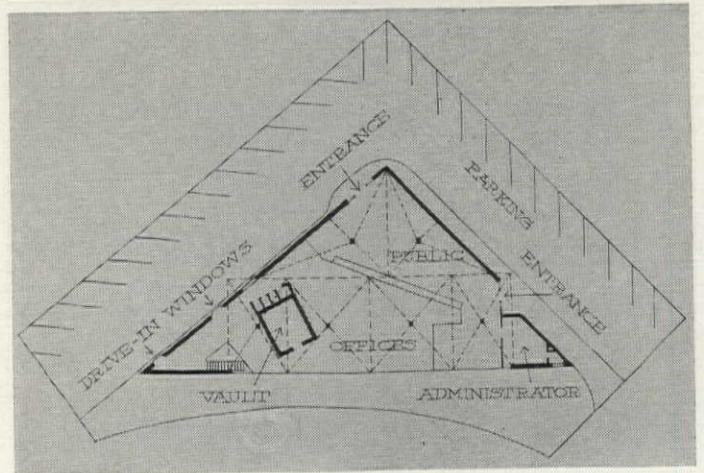 ENTRANCE
PARKING
PUBLIC
ENTRANCE
DRIVE-IN WINDOWS
OFFICES
VAULT
ADMINISTRATOR